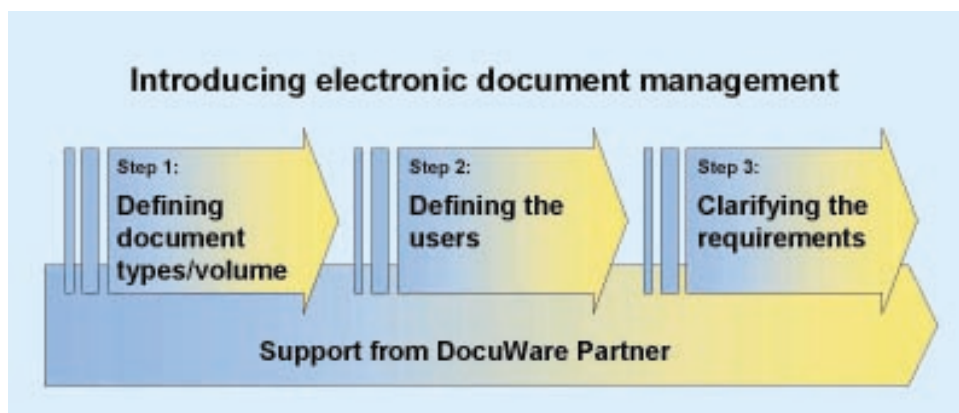 Introducing electronic document management
Step 1:
Defining
document
types/volume
Step 2:
Defining the
users
Step 3:
Clarifying the
requirements
Support from DocuWare Partner